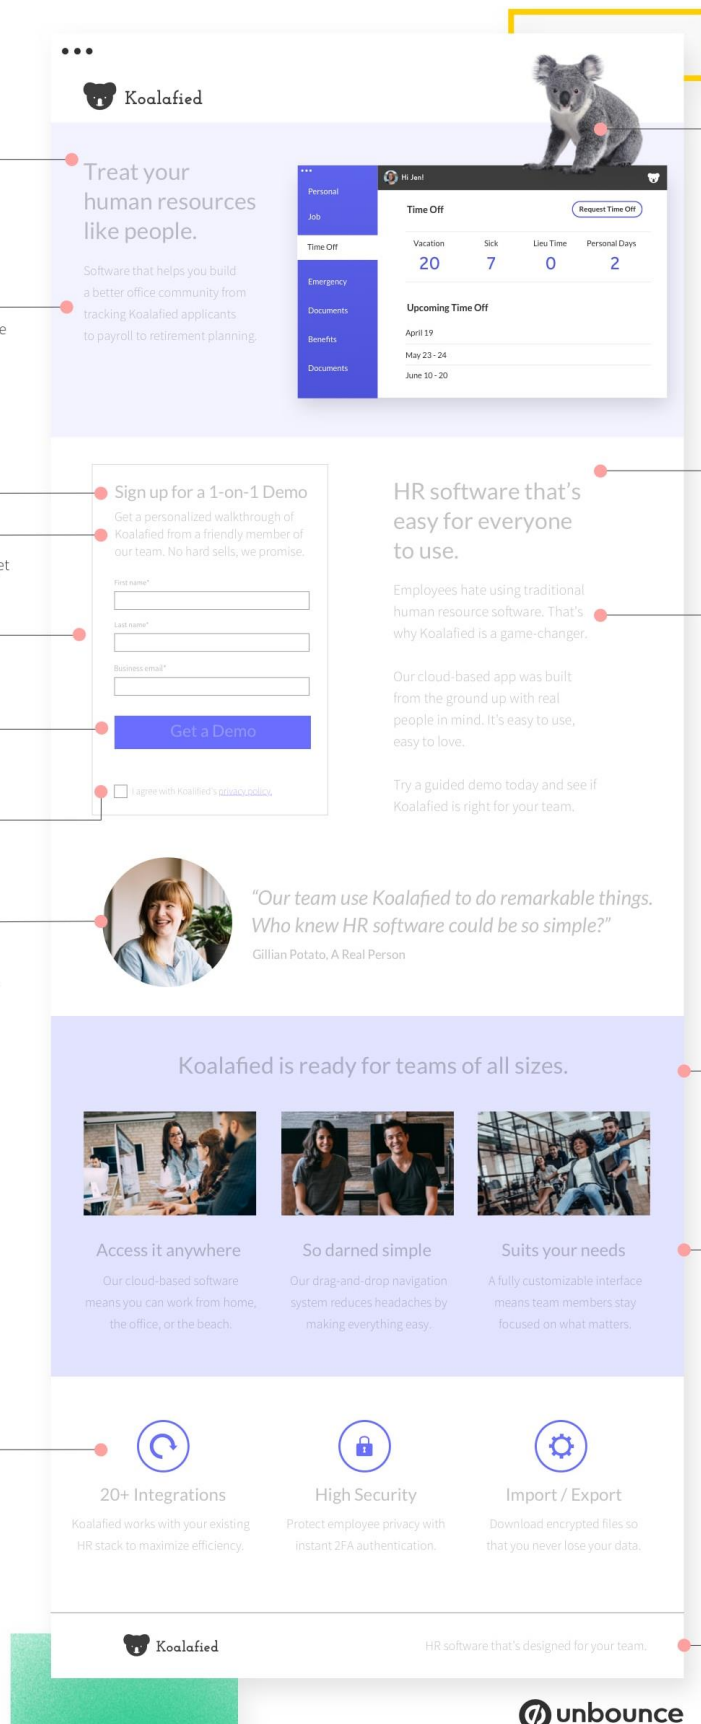 Koalafied
Treat your
human resources
like people.
Software that helps you build
a better office community from
tracking Koalafied applicants
to payroll to retirement planning.
Personal
Job
Time Off
Emergency
Documents
Benefits
Documents
Hi Jen!
Time Off
Request Time Off
Vacation Sick Lieu Time Personal Days
20 7 0 2
Upcoming Time Off
April 19
May 23 - 24
June 10 - 20
e
et
Sign up for a 1-on-1 Demo
Get a personalized walkthrough of
Koalafied from a friendly member of
our team. No hard sells, we promise.
First name*
Last name*
Business email*
Get a Demo
I agree with Koalified's privacy policy.
HR software that's
easy for everyone
to use.
Employees hate using traditional
human resource software. That's
why Koalafied is a game-changer.
Our cloud-based app was built
from the ground up with real
people in mind. It's easy to use,
easy to love.
Try a guided demo today and see if
Koalafied is right for your team.
"Our team use Koalafied to do remarkable things.
Who knew HR software could be so simple?"
Gillian Potato, A Real Person
Koalafied is ready for teams of all sizes.
Access it anywhere
Our cloud-based software
means you can work from home,
the office, or the beach.
So darned simple
Our drag-and-drop navigation
system reduces headaches by
making everything easy.
Suits your needs
A fully customizable interface
means team members stay
focused on what matters.
20+ Integrations
Koalafied works with your existing
HR stack to maximize efficiency.
High Security
Protect employee privacy with
instant 2FA authentication.
Import / Export
Download encrypted files so
that you never lose your data.
Koalafied
HR software that's designed for your team.
unbounce